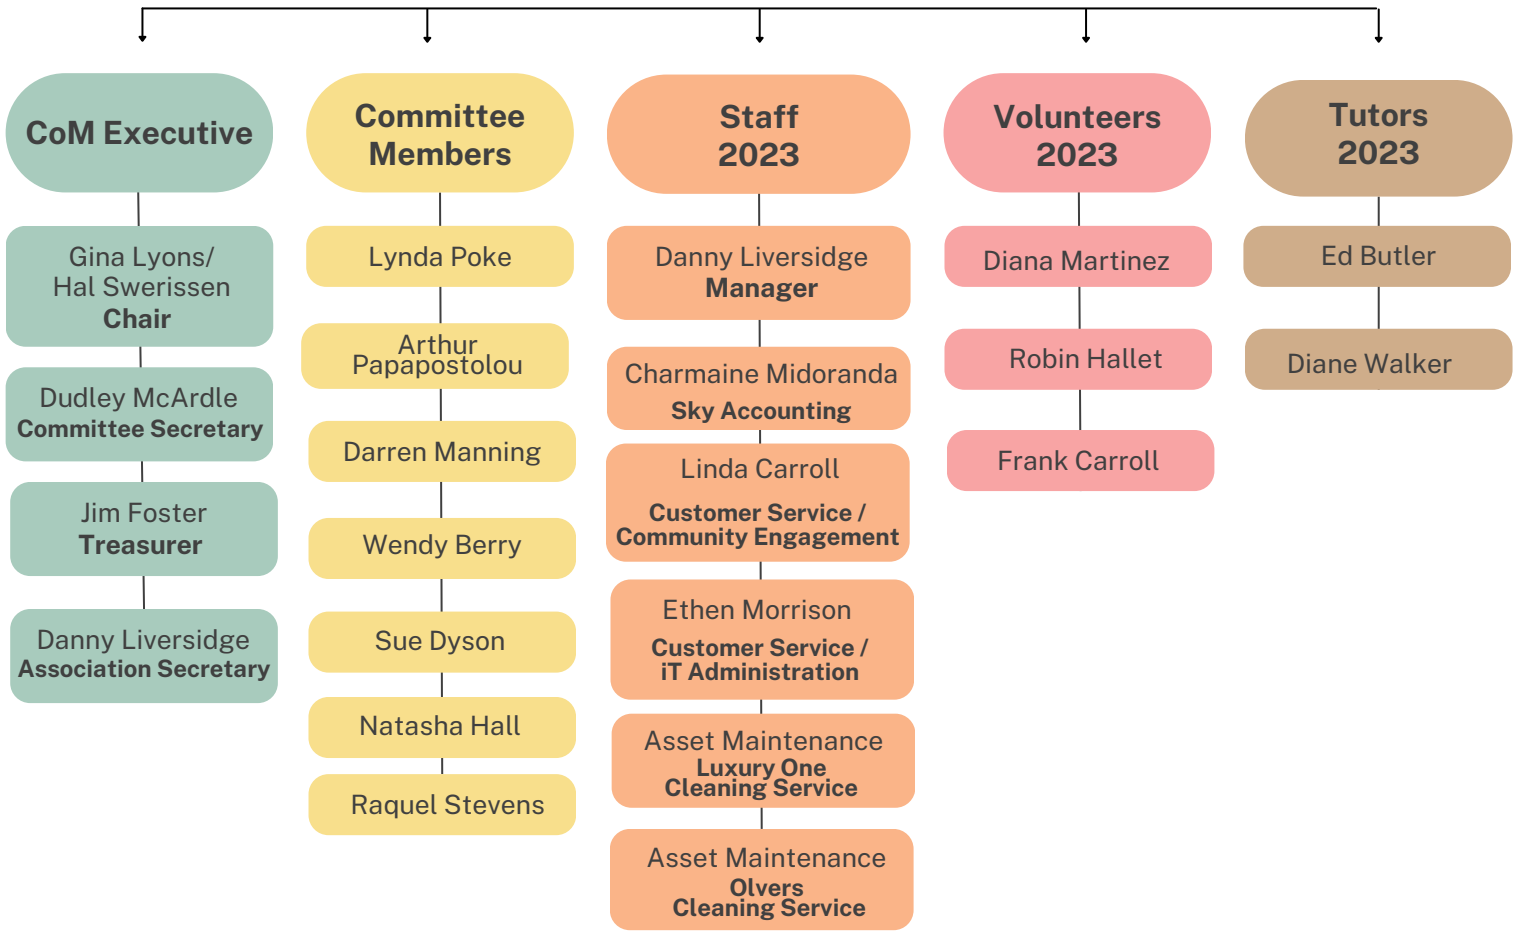 CoM Executive
Gina Lyons/
Hal Swerissen
Chair
Dudley McArdle
Committee Secretary
Jim Foster
Treasurer
Danny Liversidge
Association Secretary
Committee
Members
Lynda Poke
Arthur
Papapostolou
Darren Manning
Wendy Berry
Sue Dyson
Natasha Hall
Raquel Stevens
Staff
2023
Danny Liversidge
Manager
Charmaine Midoranda
Sky Accounting
Linda Carroll
Customer Service /
Community Engagement
Ethen Morrison
Customer Service /
iT Administration
Asset Maintenance
Luxury One
Cleaning Service
Asset Maintenance
Olvers
Cleaning Service
Volunteers
2023
Diana Martinez
Robin Hallet
Frank Carroll
Tutors
2023
Ed Butler
Diane Walker